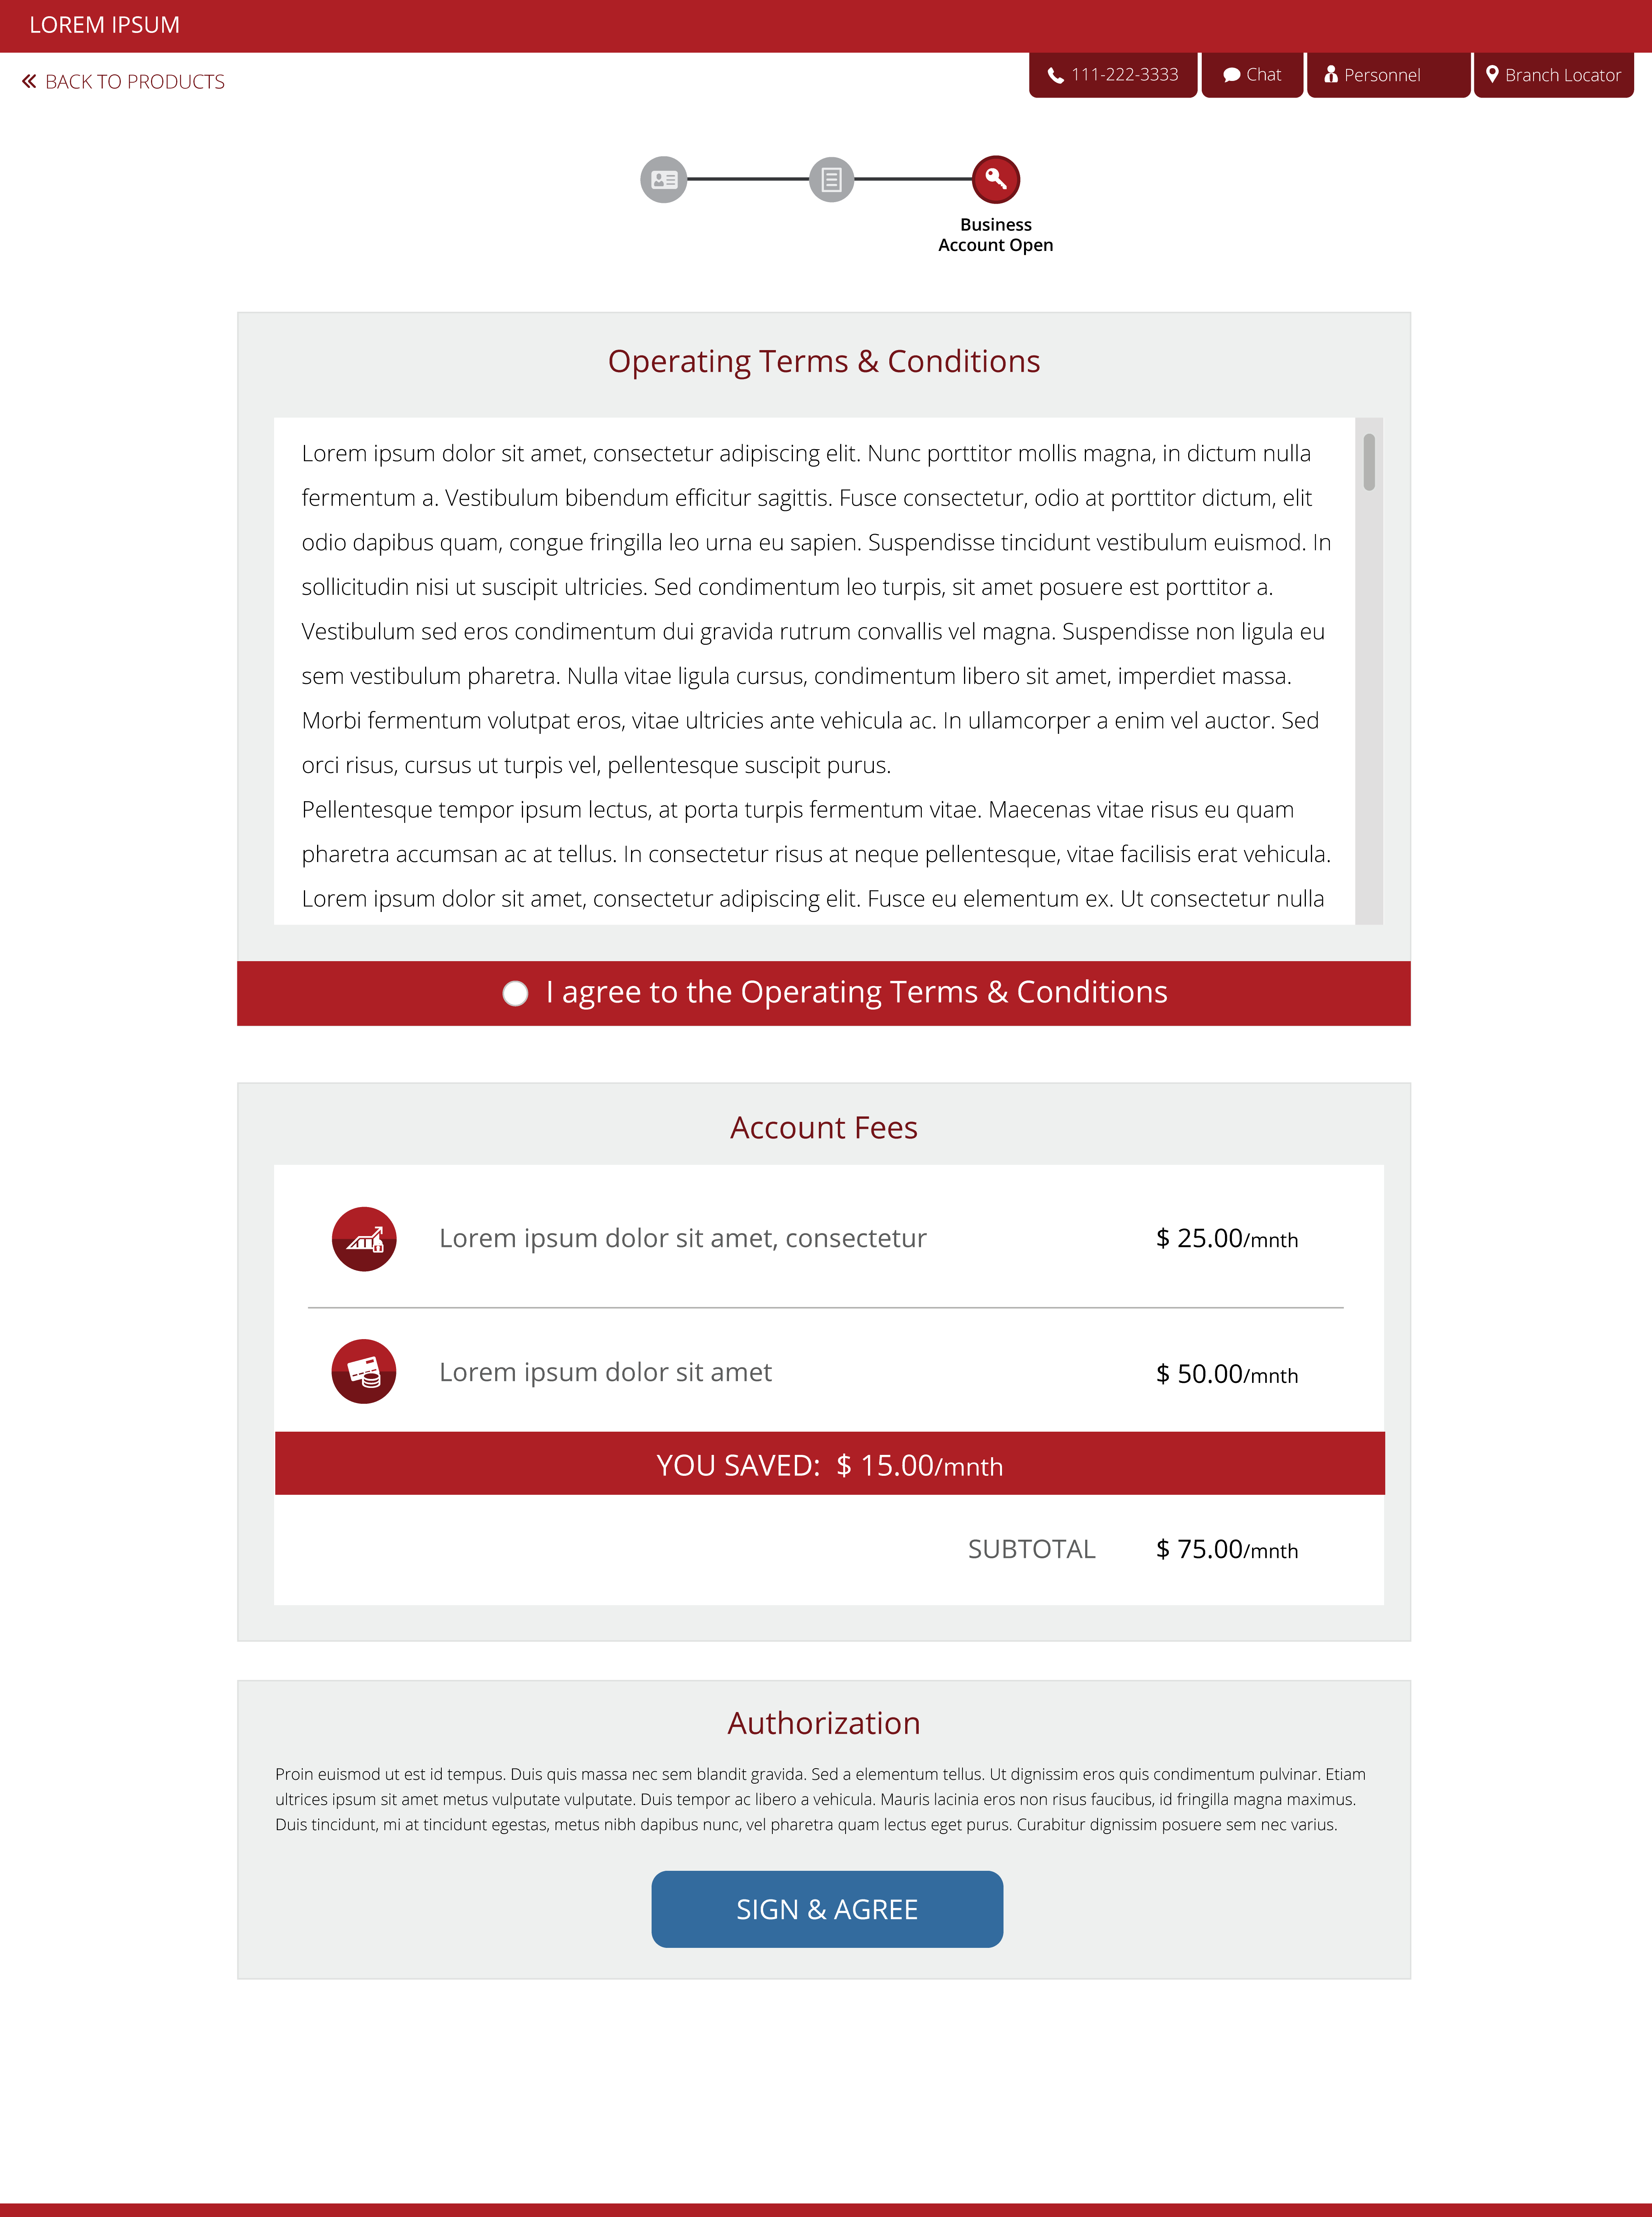 LOREM IPSUM
BACK TO PRODUCTS
111-222-3333
Chat
Personnel
Branch Locator
Business
Account Open
Operating Terms & Conditions
Lorem ipsum dolor sit amet, consectetur adipiscing elit. Nunc porttitor mollis magna, in dictum nulla
fermentum a. Vestibulum bibendum efficitur sagittis. Fusce consectetur, odio at porttitor dictum, elit
odio dapibus quam, congue fringilla leo urna eu sapien. Suspendisse tincidunt vestibulum euismod. In
sollicitudin nisi ut suscipit ultricies. Sed condimentum leo turpis, sit amet posuere est porttitor a.
Vestibulum sed eros condimentum dui gravida rutrum convallis vel magna. Suspendisse non ligula eu
sem vestibulum pharetra. Nulla vitae ligula cursus, condimentum libero sit amet, imperdiet massa.
Morbi fermentum volutpat eros, vitae ultricies ante vehicula ac. In ullamcorper a enim vel auctor. Sed
orci risus, cursus ut turpis vel, pellentesque suscipit purus.
Pellentesque tempor ipsum lectus, at porta turpis fermentum vitae. Maecenas vitae risus eu quam
pharetra accumsan ac at tellus. In consectetur risus at neque pellentesque, vitae facilisis erat vehicula.
Lorem ipsum dolor sit amet, consectetur adipiscing elit. Fusce eu elementum ex. Ut consectetur nulla
I agree to the Operating Terms & Conditions
Account Fees
Lorem ipsum dolor sit amet, consectetur $ 25.00/mnth
Lorem ipsum dolor sit amet $ 50.00/mnth
YOU SAVED: $ 15.00/mnth
SUBTOTAL $ 75.00/mnth
Authorization
Proin euismod ut est id tempus. Duis quis massa nec sem blandit gravida. Sed a elementum tellus. Ut dignissim eros quis condimentum pulvinar. Etiam
ultrices ipsum sit amet metus vulputate vulputate. Duis tempor ac libero a vehicula. Mauris lacinia eros non risus faucibus, id fringilla magna maximus.
Duis tincidunt, mi at tincidunt egestas, metus nibh dapibus nunc, vel pharetra quam lectus eget purus. Curabitur dignissim posuere sem nec varius.
SIGN & AGREE